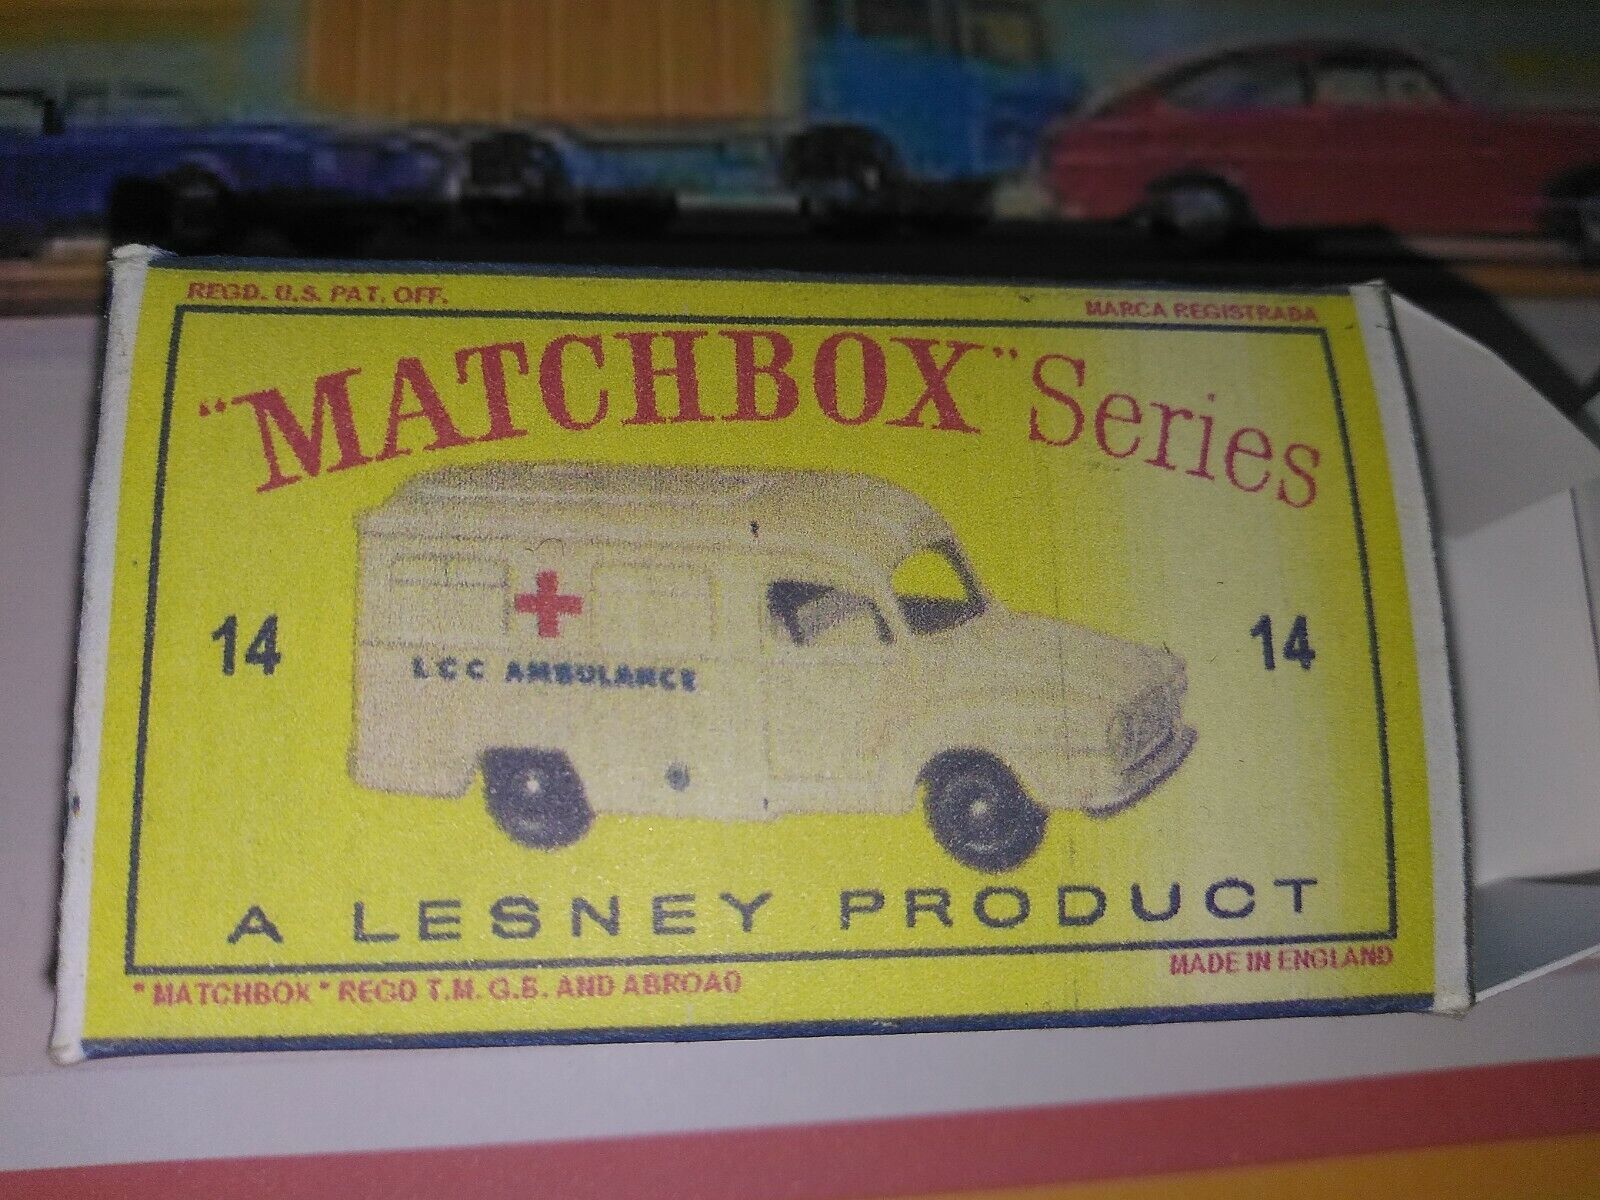 REGD. U.S. PAT. OFF.
MARCA REGISTRADA
"MATCHBOX" Series
14
14
LCC AMBULANCE
A LESNEY PRODUCT
MADE IN ENGLAND
"MATCHBOX" REGD T.M. G.B. AND ABROAD